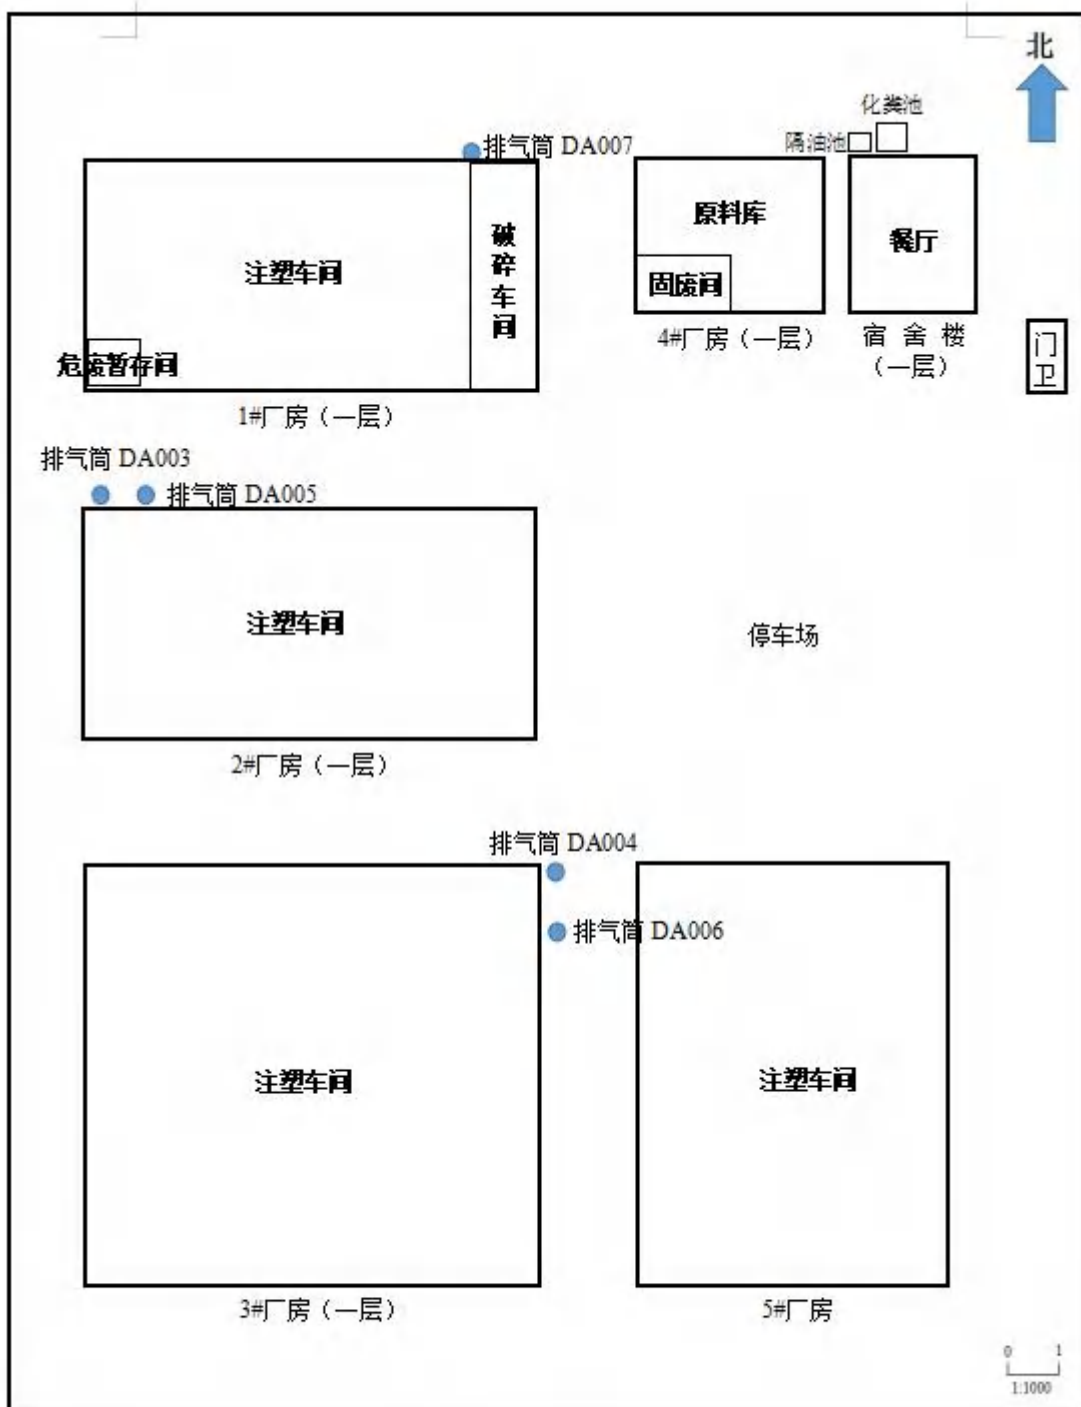 北
化粪池
隔油池
排气筒 DA007
原料库
餐厅
破碎车间
注塑车间
固废间
危废暂存间
4#厂房（一层）
宿舍楼
（一层）
门卫
1#厂房（一层）
排气筒 DA003
排气筒 DA005
注塑车间
停车场
2#厂房（一层）
排气筒 DA004
排气筒 DA006
注塑车间
注塑车间
3#厂房（一层）
5#厂房
0 1
1:1000